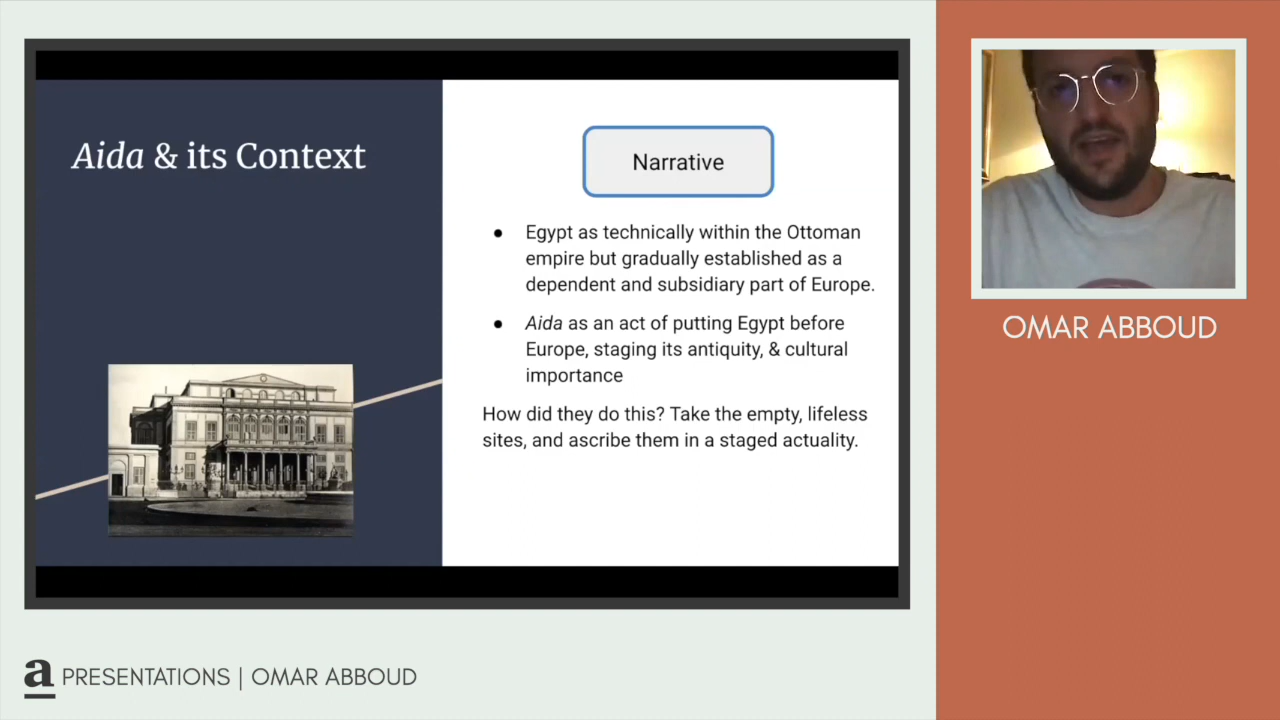 Aida & its Context
Narrative
● Egypt as technically within the Ottoman
empire but gradually established as a
dependent and subsidiary part of Europe.
● Aida as an act of putting Egypt before
Europe, staging its antiquity, & cultural
importance
How did they do this? Take the empty, lifeless
sites, and ascribe them in a staged actuality.
OMAR ABBOUD
a PRESENTATIONS | OMAR ABBOUD